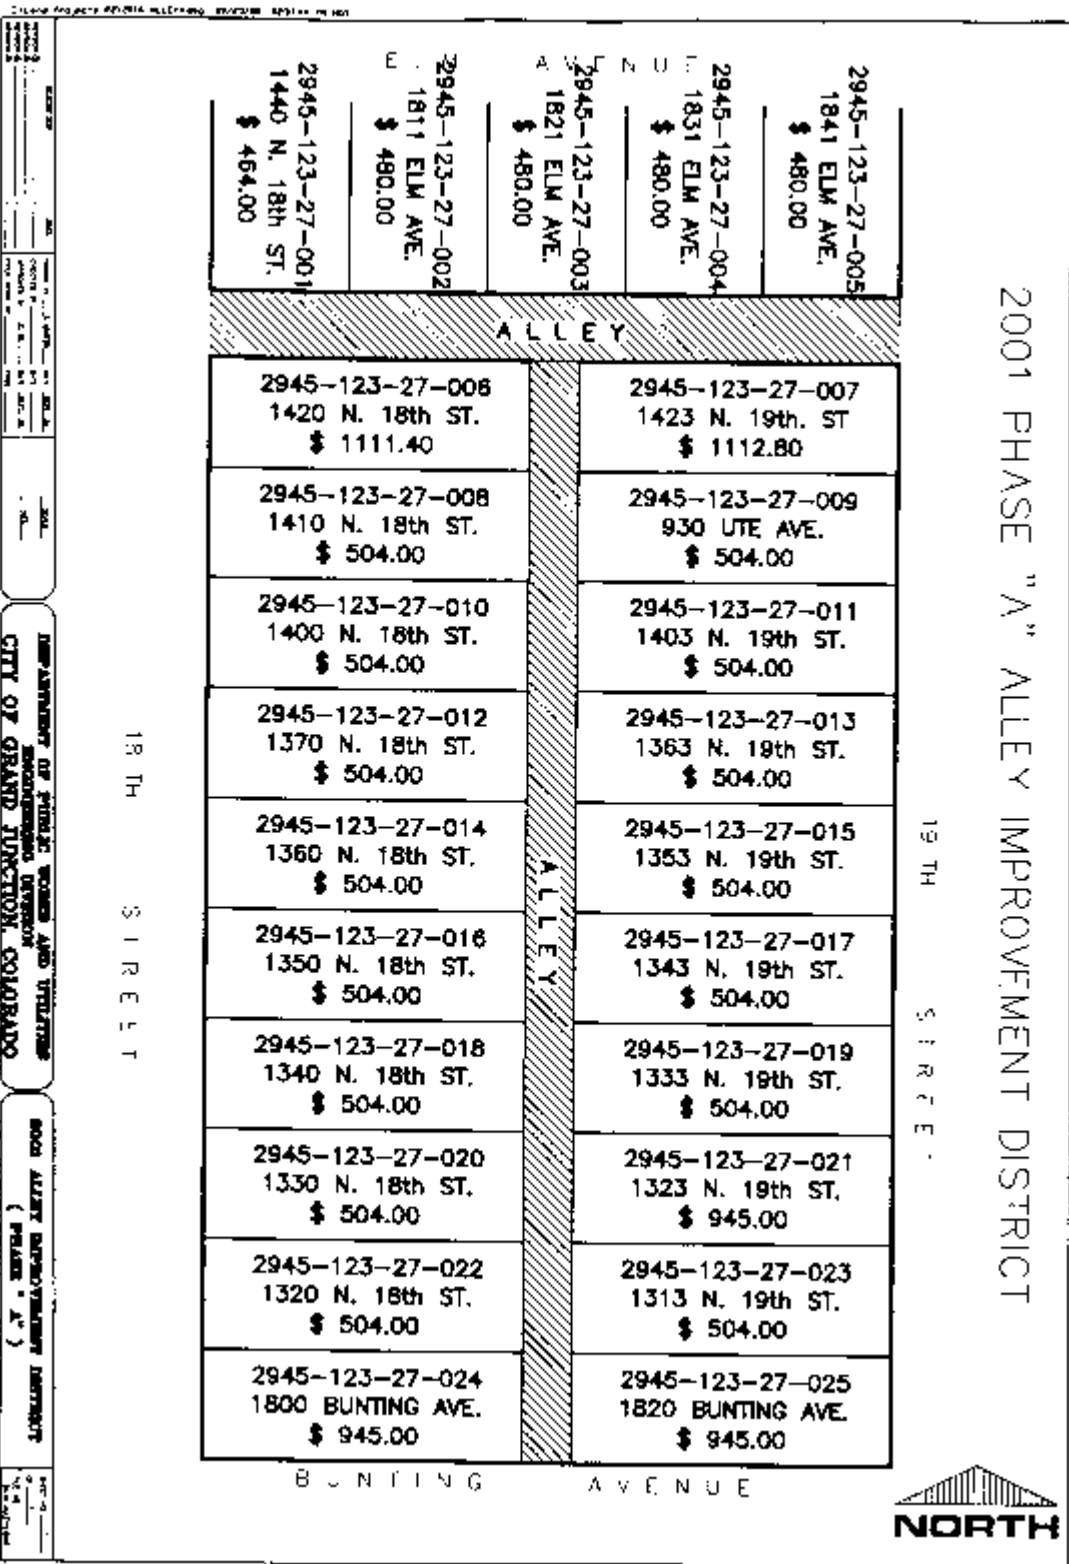 AVENUE
2945-123-27-001
1440 N. 18th ST.
$ 464.00
2945-123-27-002
1811 ELM AVE.
$ 480.00
2945-123-27-003
1821 ELM AVE.
$ 480.00
2945-123-27-004
1831 ELM AVE.
$ 480.00
2945-123-27-005
1841 ELM AVE.
$ 480.00
ALLEY
2945-123-27-006
1420 N. 18th ST.
$ 1111.40
2945-123-27-007
1423 N. 19th. ST
$ 1112.80
2945-123-27-008
1410 N. 18th ST.
$ 504.00
2945-123-27-009
930 UTE AVE.
$ 504.00
2945-123-27-010
1400 N. 18th ST.
$ 504.00
2945-123-27-011
1403 N. 19th ST.
$ 504.00
2945-123-27-012
1370 N. 18th ST.
$ 504.00
2945-123-27-013
1363 N. 19th ST.
$ 504.00
2945-123-27-014
1360 N. 18th ST.
$ 504.00
2945-123-27-015
1353 N. 19th ST.
$ 504.00
2945-123-27-016
1350 N. 18th ST.
$ 504.00
2945-123-27-017
1343 N. 19th ST.
$ 504.00
2945-123-27-018
1340 N. 18th ST.
$ 504.00
2945-123-27-019
1333 N. 19th ST.
$ 504.00
2945-123-27-020
1330 N. 18th ST.
$ 504.00
2945-123-27-021
1323 N. 19th ST.
$ 945.00
2945-123-27-022
1320 N. 18th ST.
$ 504.00
2945-123-27-023
1313 N. 19th ST.
$ 504.00
2945-123-27-024
1800 BUNTING AVE.
$ 945.00
2945-123-27-025
1820 BUNTING AVE.
$ 945.00
ALLEY
18 TH STREET
19 TH STREET
BUNTING AVENUE
2001 PHASE "A" ALLEY IMPROVEMENT DISTRICT
NORTH
DEPARTMENT OF PUBLIC WORKS AND UTILITIES
ENGINEERING DIVISION
CITY OF GRAND JUNCTION, COLORADO
ALLEY IMPROVEMENT DISTRICT
( PHASE " A" )